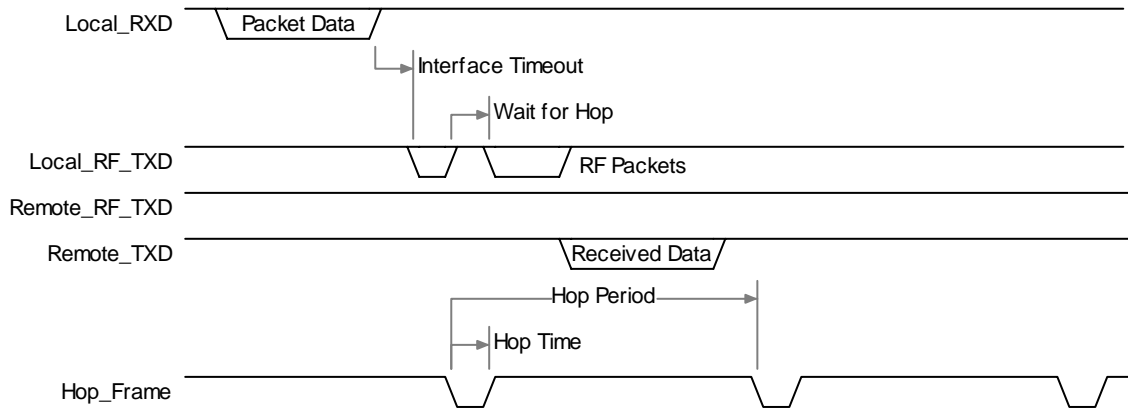 Local_RXD
Packet Data
Interface Timeout
Wait for Hop
Local_RF_TXD
RF Packets
Remote_RF_TXD
Remote_TXD
Received Data
Hop Period
Hop Time
Hop_Frame